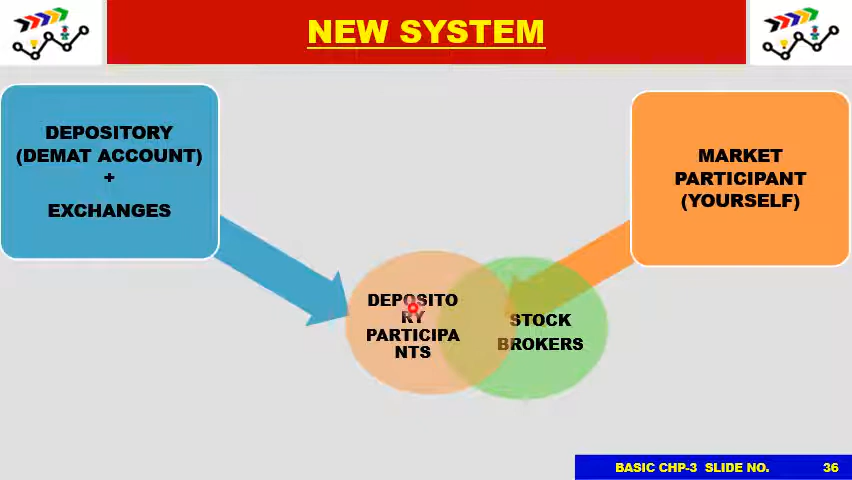 NEW SYSTEM
DEPOSITORY
(DEMAT ACCOUNT)
+
EXCHANGES
MARKET
PARTICIPANT
(YOURSELF)
DEPOSITO
RY
PARTICIPA
NTS
STOCK
BROKERS
BASIC CHP-3 SLIDE NO. 36